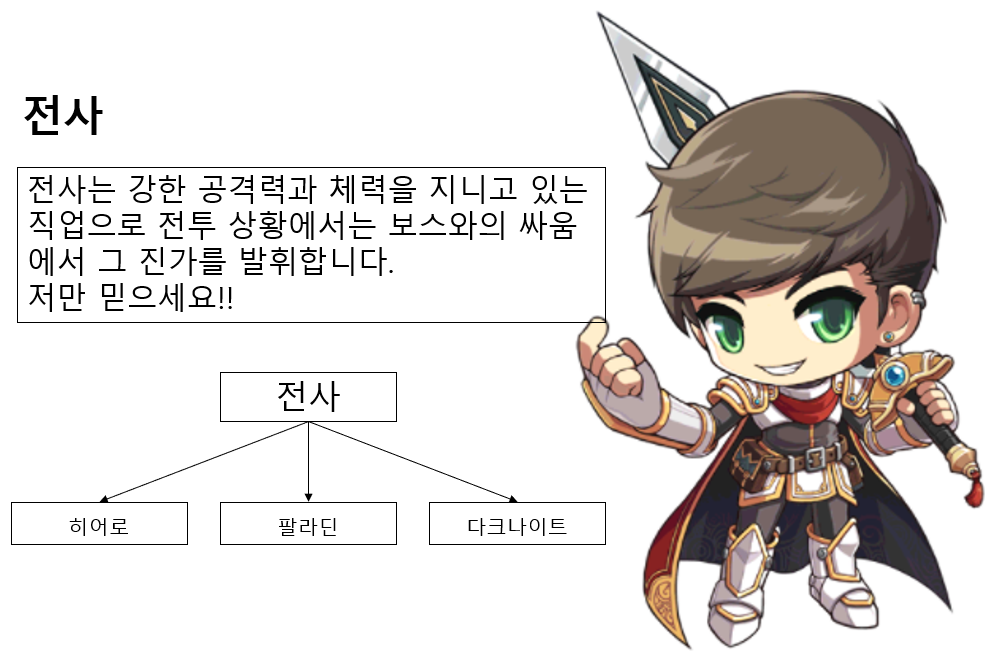 전사
전사는 강한 공격력과 체력을 지니고 있는
직업으로 전투 상황에서는 보스와의 싸움
에서 그 진가를 발휘합니다.
저만 믿으세요!!
전사
히어로
팔라딘
다크나이트